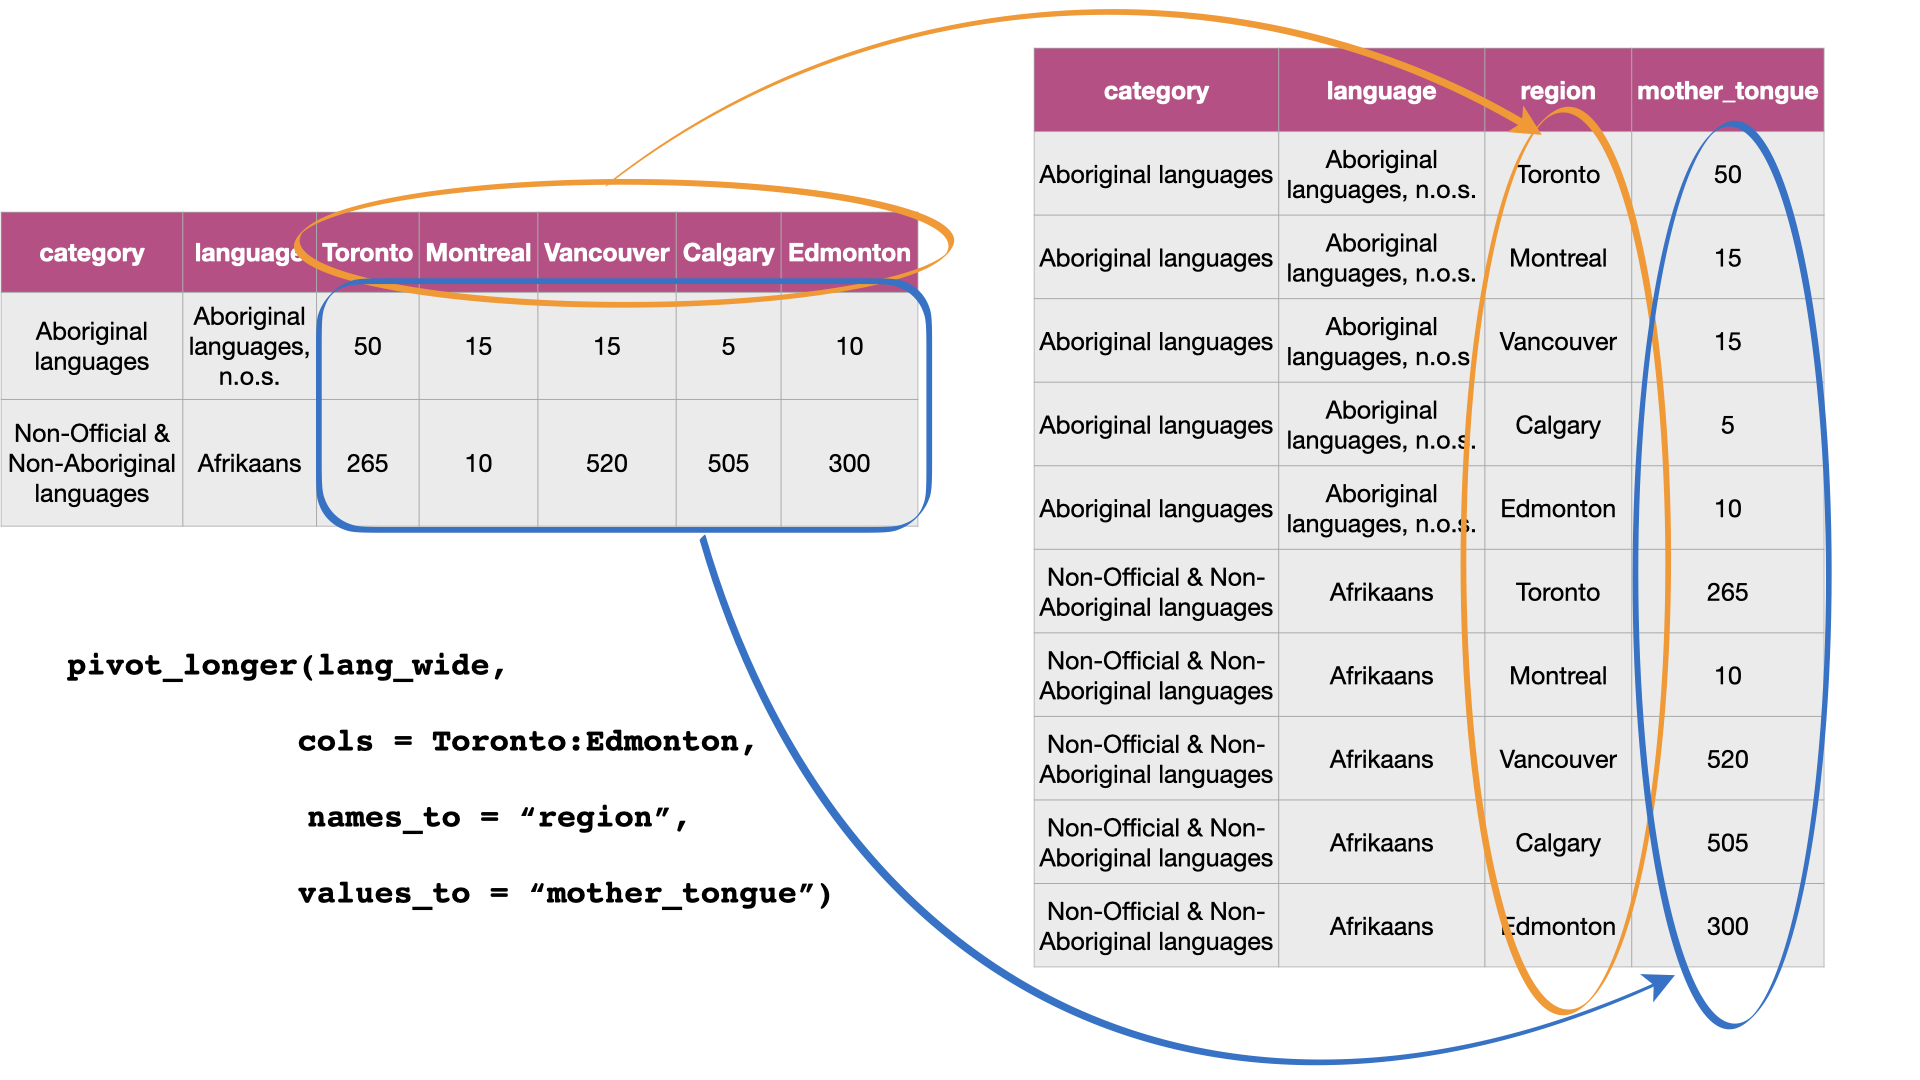 category language Toronto Montreal Vancouver Calgary Edmonton
Aboriginal
languages
Aboriginal
languages,
n.o.s.
50 15 15 5 10
Non-Official &
Non-Aboriginal
languages
Afrikaans
265 10 520 505 300
pivot_longer(lang_wide,
cols = Toronto:Edmonton,
names_to = “region”,
values_to = “mother_tongue”)
category language region mother_tongue
Aboriginal languages
Aboriginal
languages, n.o.s.
Toronto
50
Aboriginal languages
Aboriginal
languages, n.o.s.
Montreal
15
Aboriginal languages
Aboriginal
languages, n.o.s.
Vancouver
15
Aboriginal languages
Aboriginal
languages, n.o.s.
Calgary
5
Aboriginal languages
Aboriginal
languages, n.o.s.
Edmonton
10
Non-Official & Non-
Aboriginal languages
Afrikaans
Toronto
265
Non-Official & Non-
Aboriginal languages
Afrikaans
Montreal
10
Non-Official & Non-
Aboriginal languages
Afrikaans
Vancouver
520
Non-Official & Non-
Aboriginal languages
Afrikaans
Calgary
505
Non-Official & Non-
Aboriginal languages
Afrikaans
Edmonton
300